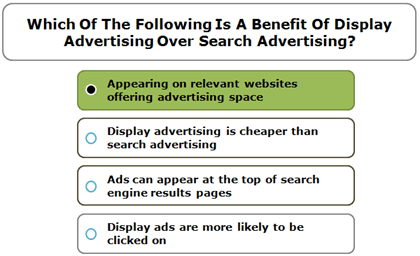 Which Of The Following Is A Benefit Of Display
Advertising Over Search Advertising?
Appearing on relevant websites
offering advertising space
Display advertising is cheaper than
search advertising
Ads can appear at the top of search
engine results pages
Display ads are more likely to be
clicked on